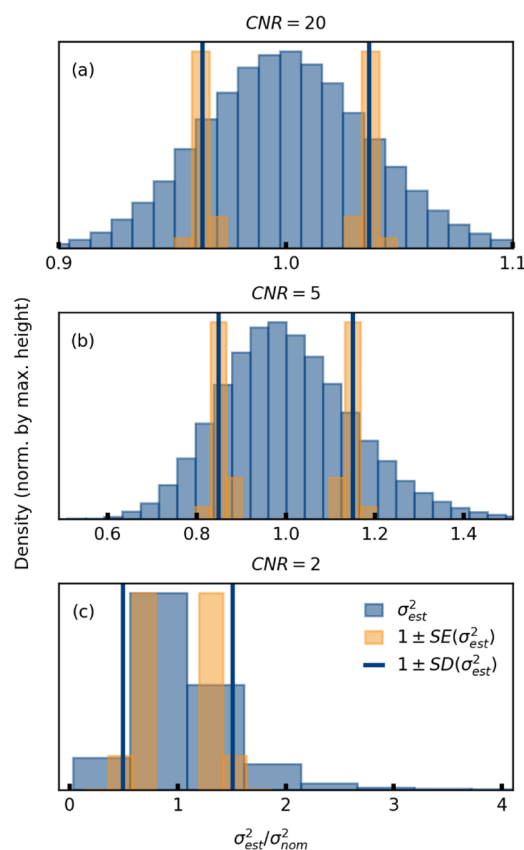 CNR = 20
(a)
0.9 1.0 1.1
CNR = 5
(b)
0.6 0.8 1.0 1.2 1.4
CNR = 2
(c)
σ²est
1 ± SE(σ²est)
1 ± SD(σ²est)
0 1 2 3 4
σ²est/σ²nom
Density (norm. by max. height)